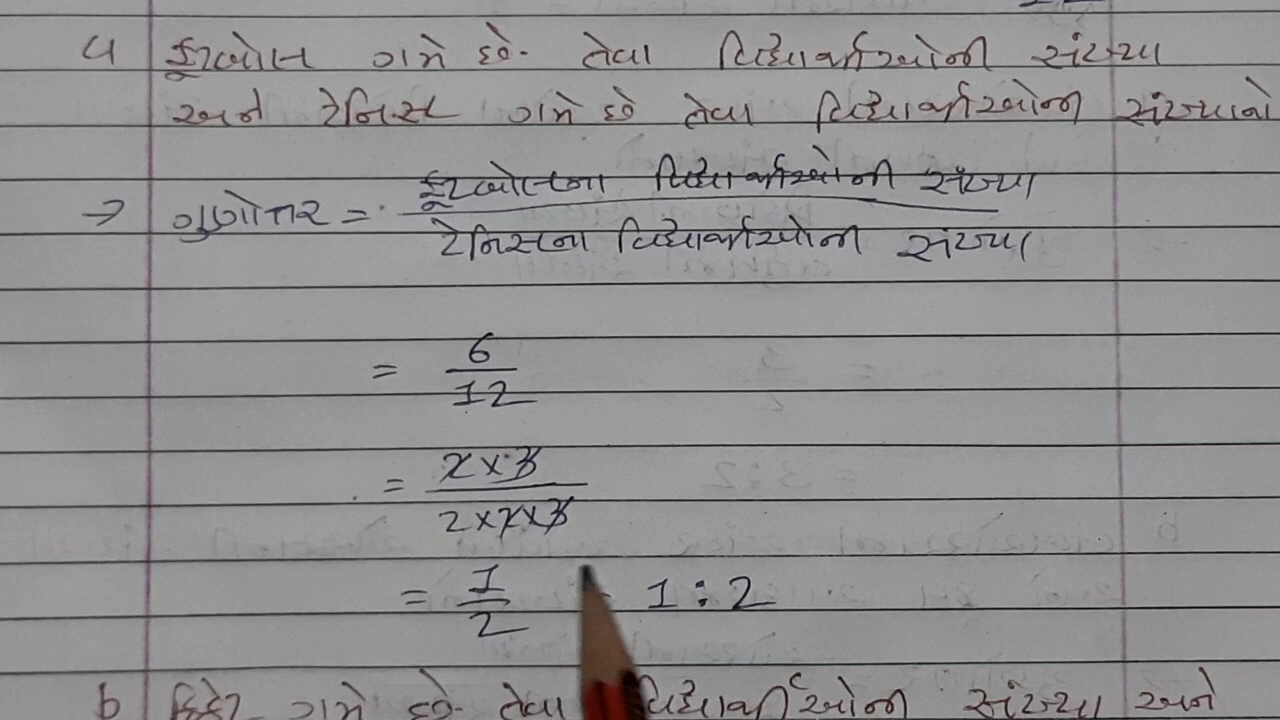 a ફૂટબોલ ગમે છે. તેવા વિદ્યાર્થીઓની સંખ્યા
અને ટેનિસ ગમે છે તેવા વિદ્યાર્થીઓની સંખ્યાનો
→ ગુણોત્તર = ફૂટબોલના વિદ્યાર્થીઓની સંખ્યા
ટેનિસના વિદ્યાર્થીઓની સંખ્યા
= 6
12
= 2×3
2×2×3
= 1
2
1:2
b ક્રિકેટ ગમે છે. તેવા વિદ્યાર્થીઓની સંખ્યા અને